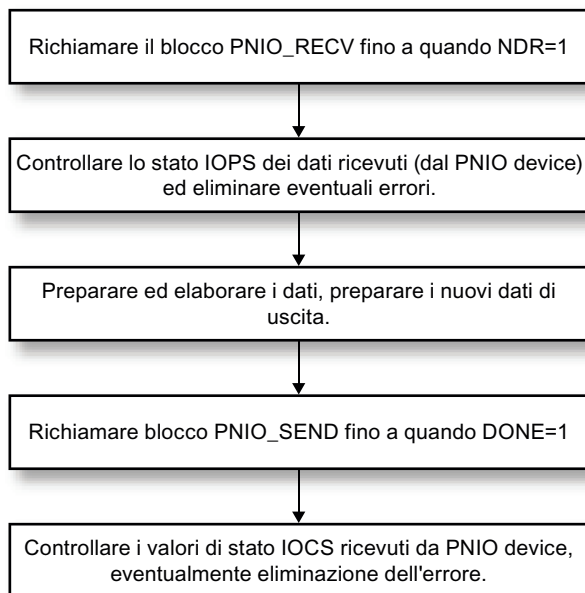 Richiamare il blocco PNIO_RECV fino a quando NDR=1
Controllare lo stato IOPS dei dati ricevuti (dal PNIO device)
ed eliminare eventuali errori.
Preparare ed elaborare i dati, preparare i nuovi dati di
uscita.
Richiamare blocco PNIO_SEND fino a quando DONE=1
Controllare i valori di stato IOCS ricevuti da PNIO device,
eventualmente eliminazione dell'errore.